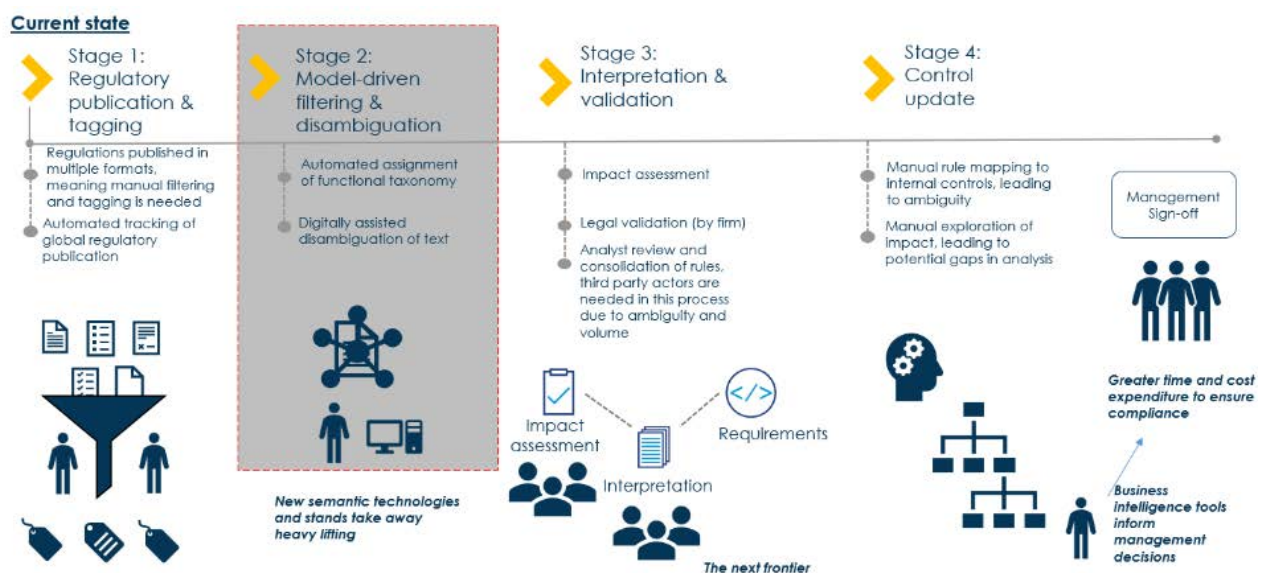 Current state
Stage 1:
Regulatory
publication &
tagging
Regulations published in
multiple formats,
meaning manual filtering
and tagging is needed
Automated tracking of
global regulatory
publication
Stage 2:
Model-driven
filtering &
disambiguation
Automated assignment
of functional taxonomy
Digitally assisted
disambiguation of text
New semantic technologies
and stands take away
heavy lifting
Stage 3:
Interpretation &
validation
Impact assessment
Legal validation (by firm)
Analyst review and
consolidation of rules,
third party actors are
needed in this process
due to ambiguity and
volume
Impact
assessment
Interpretation
</>
Requirements
The next frontier
Stage 4:
Control
update
Manual rule mapping to
internal controls, leading
to ambiguity
Manual exploration of
impact, leading to
potential gaps in analysis
Management
Sign-off
Greater time and cost
expenditure to ensure
compliance
Business
intelligence tools
inform
management
decisions